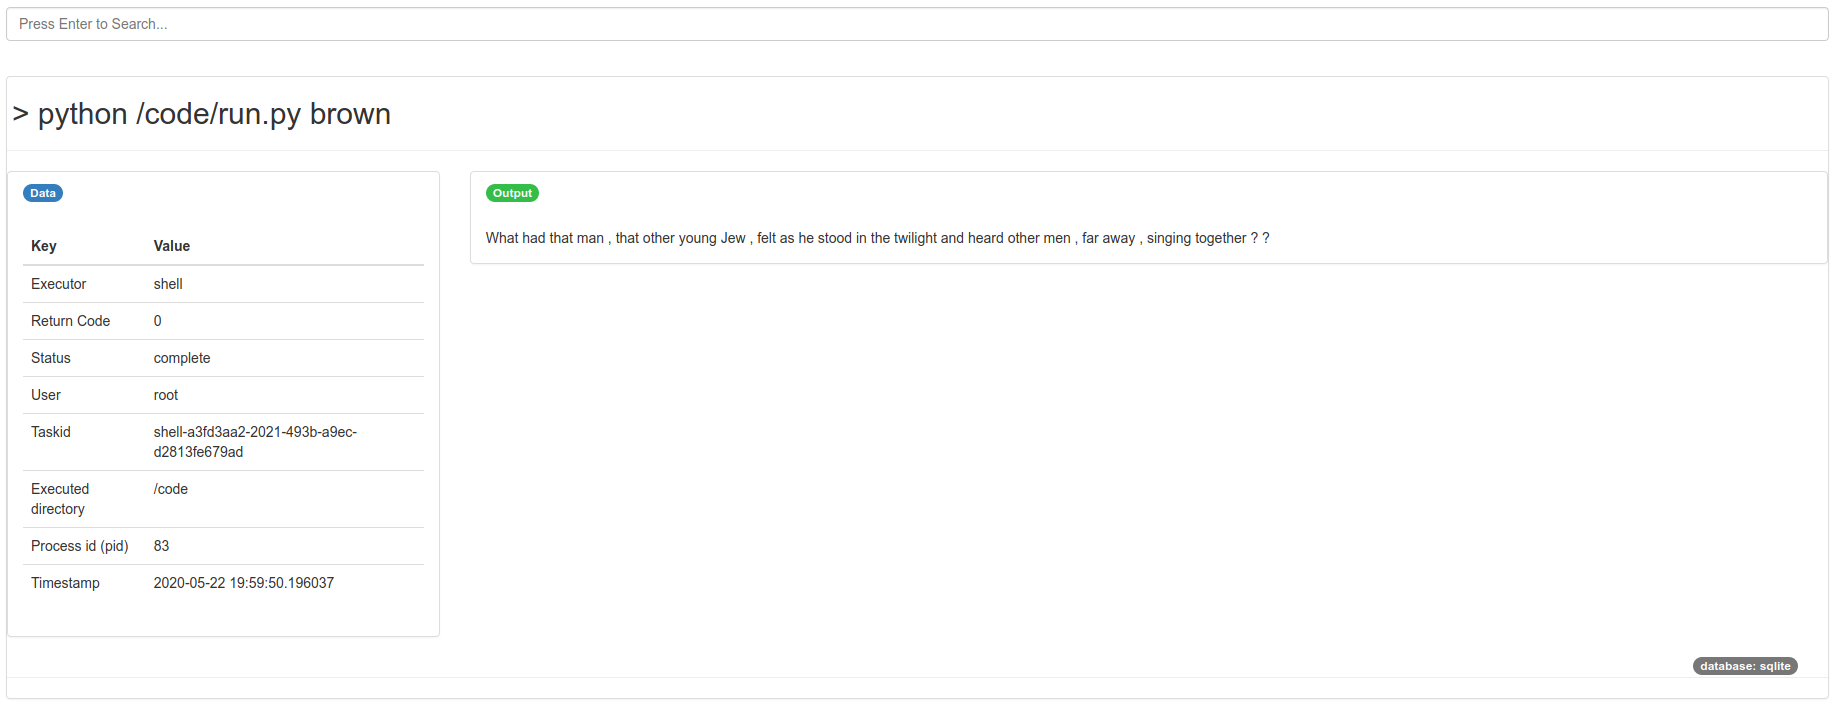 Press Enter to Search...
> python /code/run.py brown
Data
Key Value
Executor shell
Return Code 0
Status complete
User root
Taskid shell-a3fd3aa2-2021-493b-a9ec-
d2813fe679ad
Executed /code
directory
Process id (pid) 83
Timestamp 2020-05-22 19:59:50.196037
Output
What had that man , that other young Jew , felt as he stood in the twilight and heard other men , far away , singing together ? ?
database: sqlite